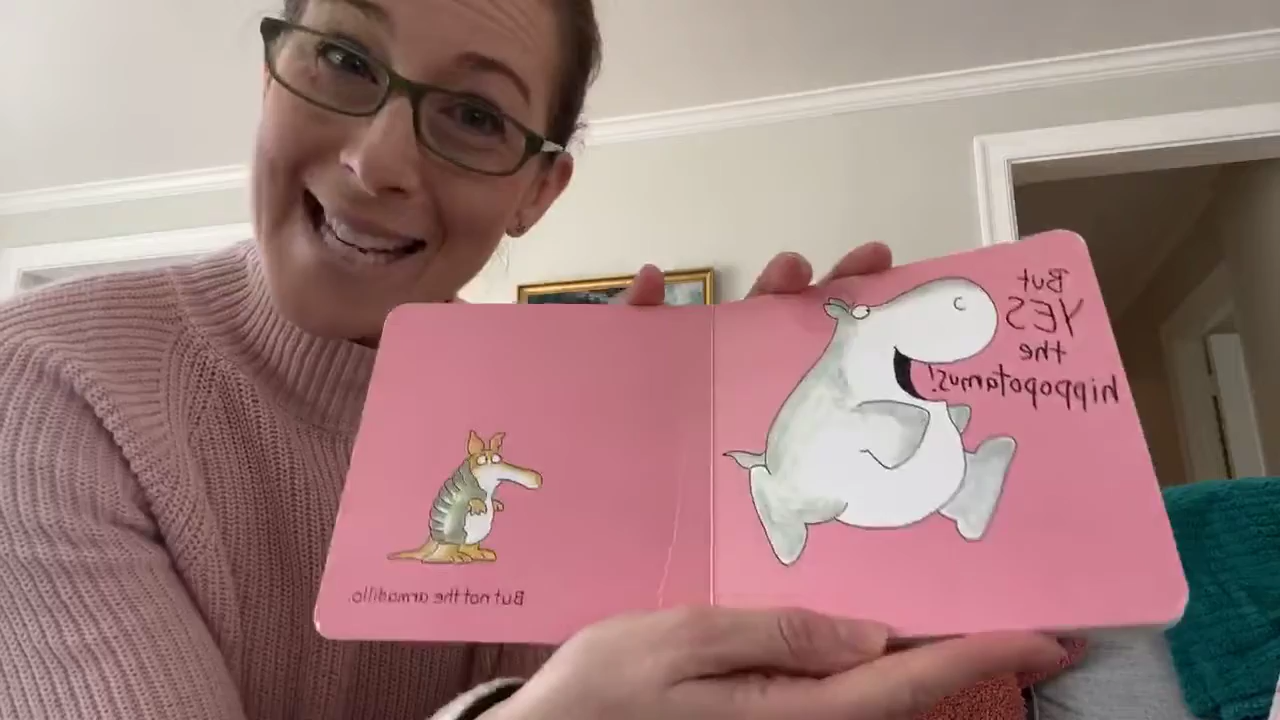 But
YES
the
hippopotamus!
But not the armadillo.